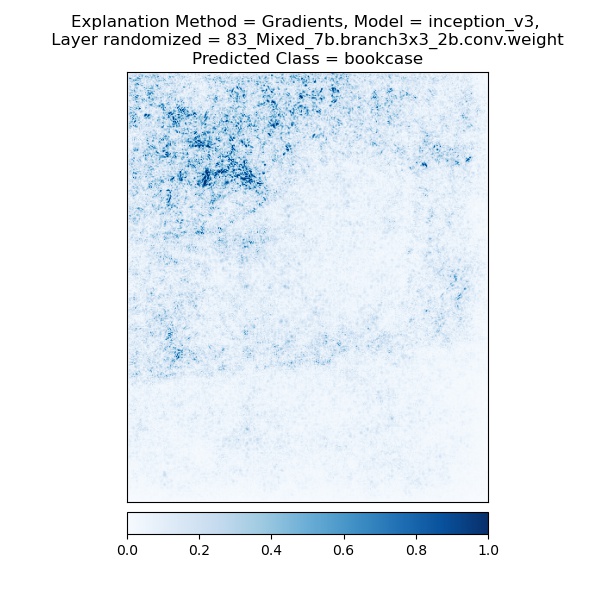 Explanation Method = Gradients, Model = inception_v3,
Layer randomized = 83_Mixed_7b.branch3x3_2b.conv.weight
Predicted Class = bookcase
0.0 0.2 0.4 0.6 0.8 1.0